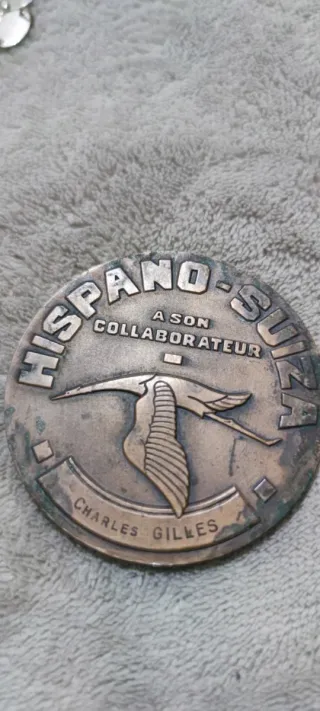 HISPANO-SUIZA
A SON
COLLABORATEUR
CHARLES GILLES